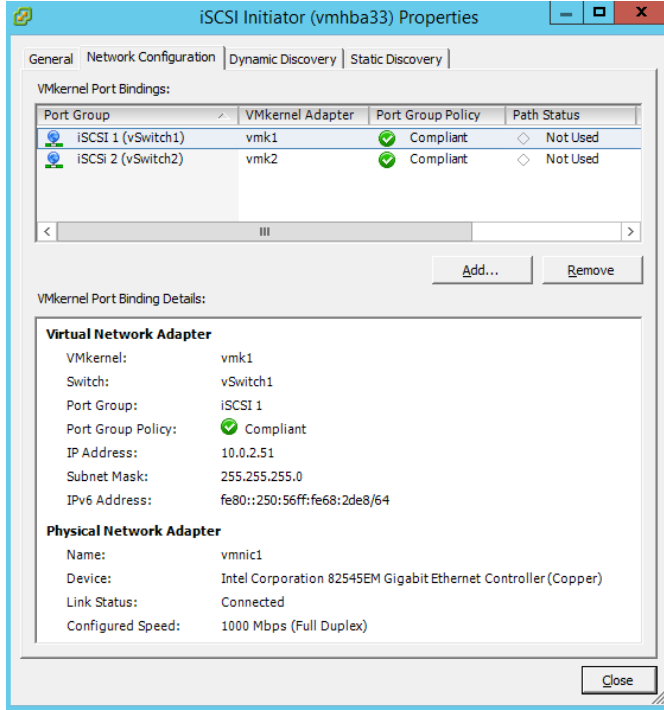 iSCSI Initiator (vmhba33) Properties
General Network Configuration Dynamic Discovery Static Discovery
VMkernel Port Bindings:
Port Group VMkernel Adapter Port Group Policy Path Status
iSCSI 1 (vSwitch1) vmk1 Compliant Not Used
iSCSi 2 (vSwitch2) vmk2 Compliant Not Used
Add... Remove
VMkernel Port Binding Details:
Virtual Network Adapter
VMkernel: vmk1
Switch: vSwitch1
Port Group: iSCSI 1
Port Group Policy: Compliant
IP Address: 10.0.2.51
Subnet Mask: 255.255.255.0
IPv6 Address: fe80::250:56ff:fe68:2de8/64
Physical Network Adapter
Name: vmnic1
Device: Intel Corporation 82545EM Gigabit Ethernet Controller (Copper)
Link Status: Connected
Configured Speed: 1000 Mbps (Full Duplex)
Close